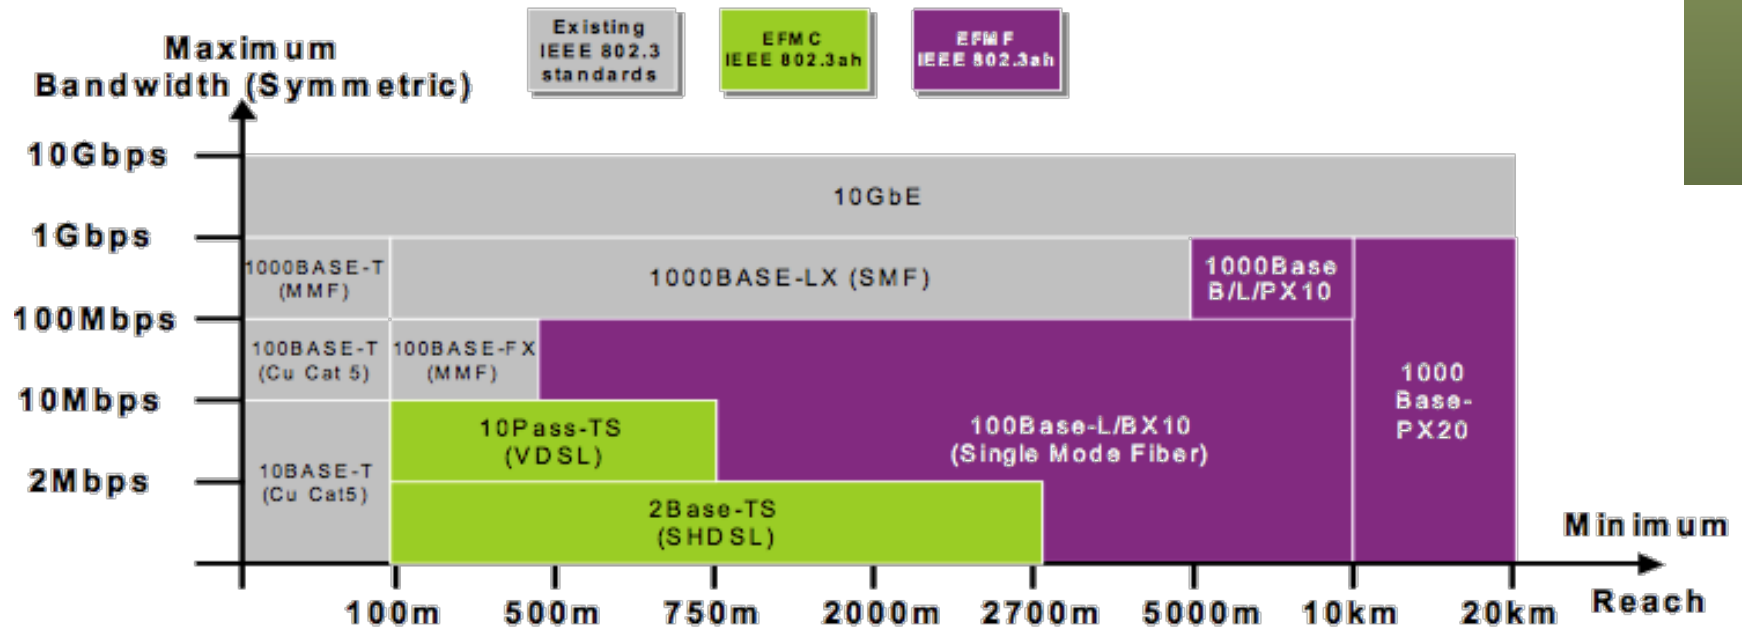 Existing
IEEE 802.3
standards
EFMC
IEEE 802.3ah
EFMF
IEEE 802.3ah
Maximum
Bandwidth (Symmetric)
10Gbps
1Gbps
100Mbps
10Mbps
2Mbps
10GbE
1000BASE-T
(MMF)
1000BASE-LX (SMF)
1000Base
B/L/PX10
100BASE-T
(Cu Cat 5)
100BASE-FX
(MMF)
10Pass-TS
(VDSL)
100Base-L/BX10
(Single Mode Fiber)
1000
Base-
PX20
10BASE-T
(Cu Cat5)
2Base-TS
(SHDSL)
Minimum
Reach
100m
500m
750m
2000m
2700m
5000m
10km
20km